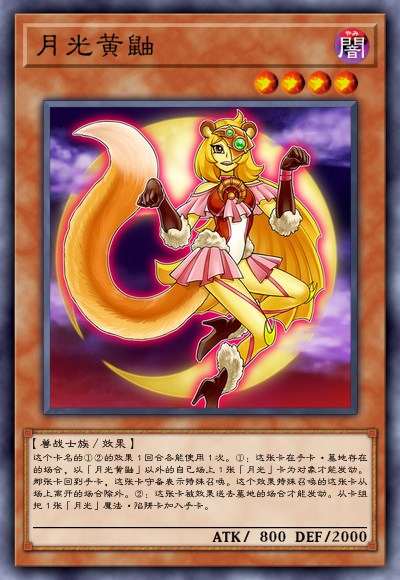 月光黄鼬
やみ
闇
【兽战士族/效果】
这个卡名的①②的效果1回合各能使用1次。①：这张卡在手卡·墓地存在
的场合，以「月光黄鼬」以外的自己场上1张「月光」卡为对象才能发动。
那张卡回到手卡，这张卡守备表示特殊召唤。这个效果特殊召唤的这张卡从
场上离开的场合除外。②：这张卡被效果送去墓地的场合才能发动。从卡组
把1张「月光」魔法·陷阱卡加入手卡。
ATK/ 800 DEF/2000